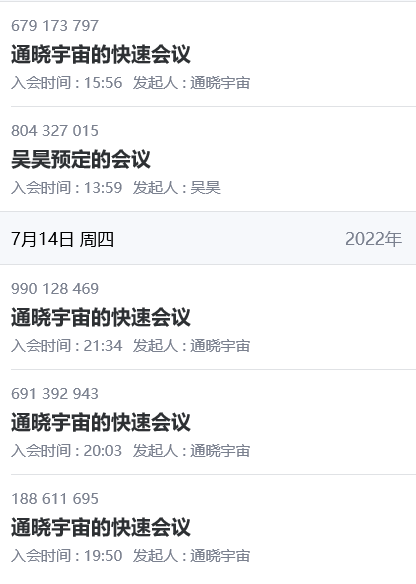 679 173 797
通晓宇宙的快速会议
入会时间 : 15:56 发起人 : 通晓宇宙
804 327 015
吴昊预定的会议
入会时间 : 13:59 发起人 : 吴昊
7月14日 周四 2022年
990 128 469
通晓宇宙的快速会议
入会时间 : 21:34 发起人 : 通晓宇宙
691 392 943
通晓宇宙的快速会议
入会时间 : 20:03 发起人 : 通晓宇宙
188 611 695
通晓宇宙的快速会议
入会时间 : 19:50 发起人 : 通晓宇宙